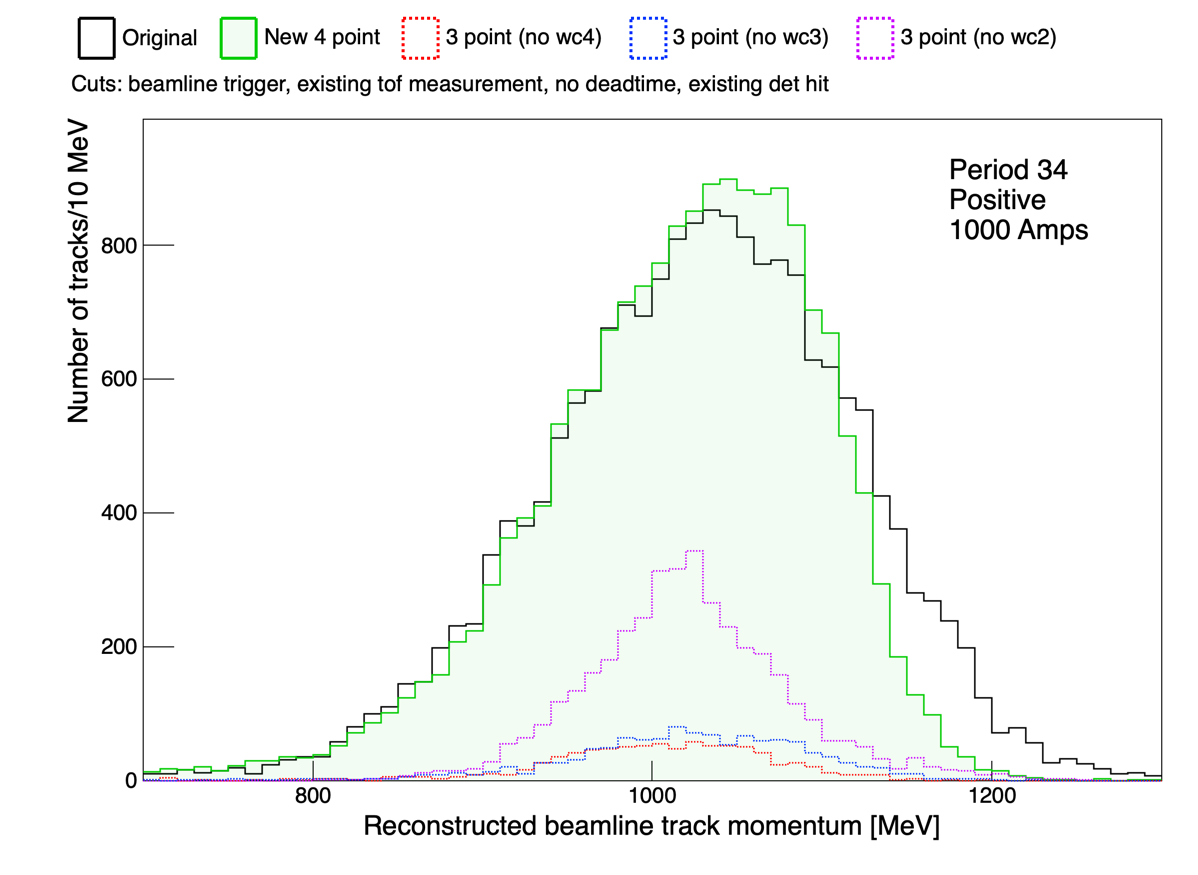 Original New 4 point 3 point (no wc4) 3 point (no wc3) 3 point (no wc2)
Cuts: beamline trigger, existing tof measurement, no deadtime, existing det hit
Number of tracks/10 MeV
Period 34
Positive
1000 Amps
800
600
400
200
0
800 1000 1200
Reconstructed beamline track momentum [MeV]